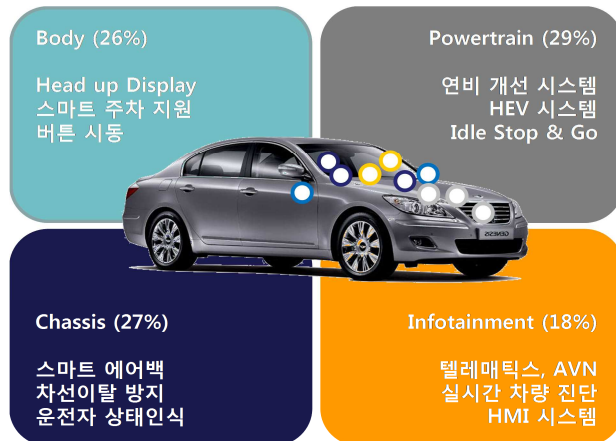 Body (26%)
Head up Display
스마트 주차 지원
버튼 시동
Powertrain (29%)
연비 개선 시스템
HEV 시스템
Idle Stop & Go
GENESIS
Chassis (27%)
스마트 에어백
차선이탈 방지
운전자 상태인식
Infotainment (18%)
텔레매틱스, AVN
실시간 차량 진단
HMI 시스템